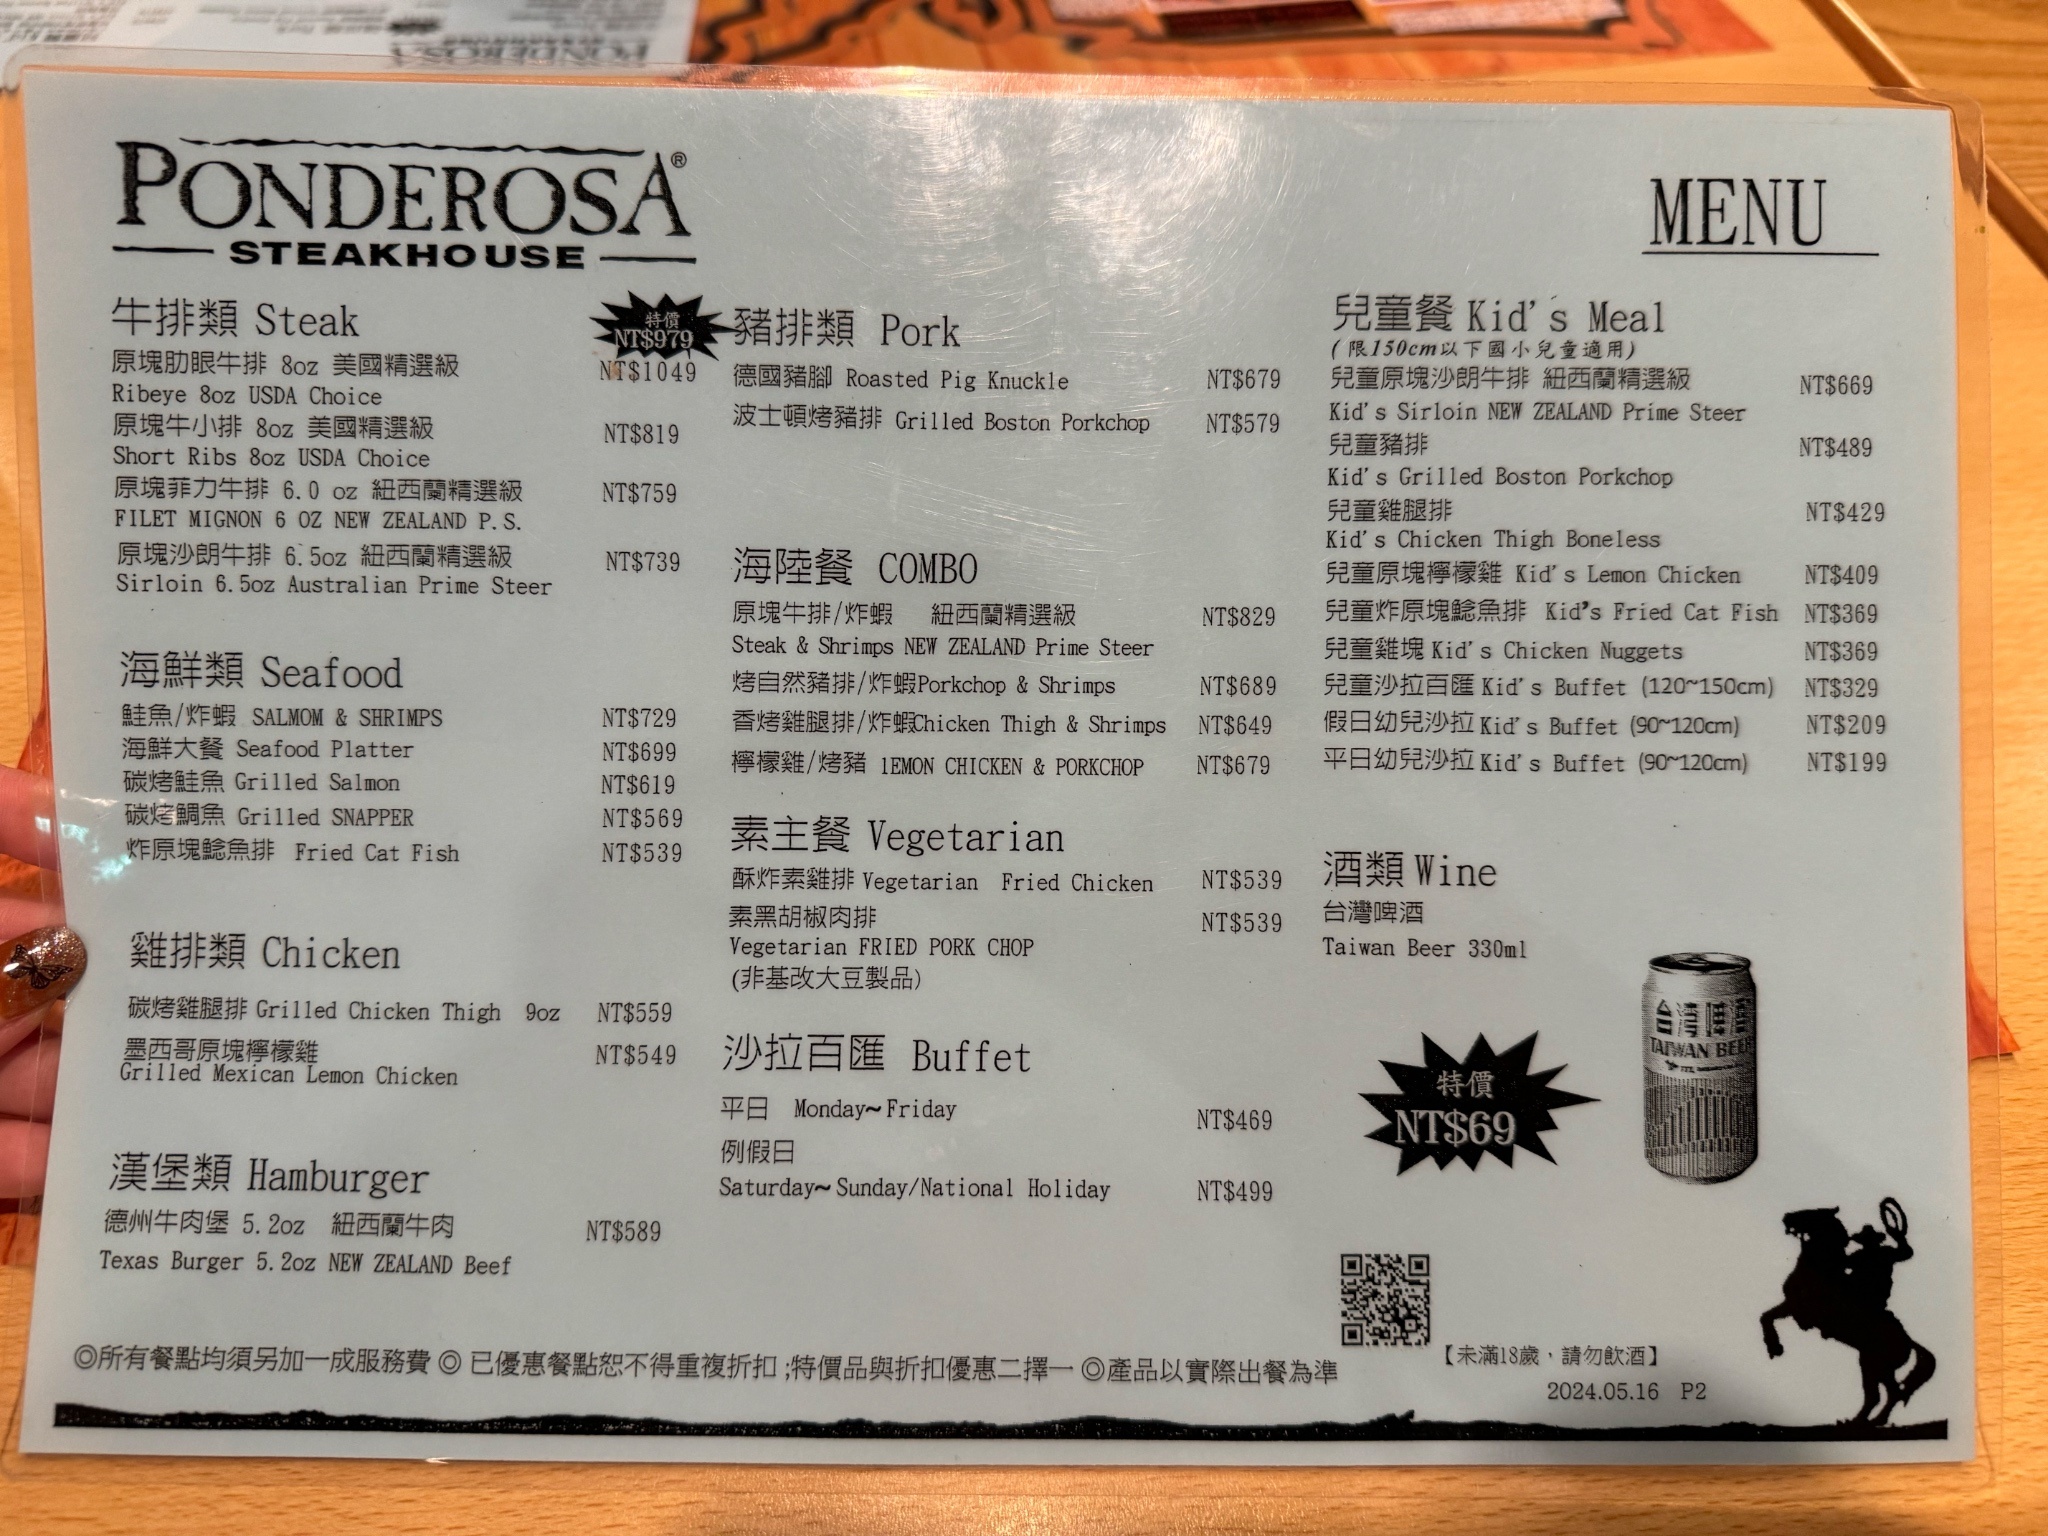 PONDEROSA®
STEAKHOUSE
MENU
牛排類 Steak
特價
NT$979
原塊肋眼牛排 8oz 美國精選級 NT$1049
Ribeye 8oz USDA Choice
原塊牛小排 8oz 美國精選級 NT$819
Short Ribs 8oz USDA Choice
原塊菲力牛排 6.0 oz 紐西蘭精選級 NT$759
FILET MIGNON 6 OZ NEW ZEALAND P.S.
原塊沙朗牛排 6.5oz 紐西蘭精選級 NT$739
Sirloin 6.5oz Australian Prime Steer
海鮮類 Seafood
鮭魚/炸蝦 SALMOM & SHRIMPS NT$729
海鮮大餐 Seafood Platter NT$699
碳烤鮭魚 Grilled Salmon NT$619
碳烤鯛魚 Grilled SNAPPER NT$569
炸原塊鯰魚排 Fried Cat Fish NT$539
雞排類 Chicken
碳烤雞腿排 Grilled Chicken Thigh 9oz NT$559
墨西哥原塊檸檬雞 NT$549
Grilled Mexican Lemon Chicken
漢堡類 Hamburger
德州牛肉堡 5.2oz 紐西蘭牛肉 NT$589
Texas Burger 5.2oz NEW ZEALAND Beef
豬排類 Pork
德國豬腳 Roasted Pig Knuckle NT$679
波士頓烤豬排 Grilled Boston Porkchop NT$579
海陸餐 COMBO
原塊牛排/炸蝦 紐西蘭精選級 NT$829
Steak & Shrimps NEW ZEALAND Prime Steer
烤自然豬排/炸蝦Porkchop & Shrimps NT$689
香烤雞腿排/炸蝦Chicken Thigh & Shrimps NT$649
檸檬雞/烤豬 lEMON CHICKEN & PORKCHOP NT$679
素主餐 Vegetarian
酥炸素雞排 Vegetarian Fried Chicken NT$539
素黑胡椒肉排 NT$539
Vegetarian FRIED PORK CHOP
(非基改大豆製品)
沙拉百匯 Buffet
平日 Monday~Friday NT$469
例假日
Saturday~Sunday/National Holiday NT$499
兒童餐 Kid's Meal
(限150cm以下國小兒童適用)
兒童原塊沙朗牛排 紐西蘭精選級 NT$669
Kid's Sirloin NEW ZEALAND Prime Steer
兒童豬排 NT$489
Kid's Grilled Boston Porkchop
兒童雞腿排 NT$429
Kid's Chicken Thigh Boneless
兒童原塊檸檬雞 Kid's Lemon Chicken NT$409
兒童炸原塊鯰魚排 Kid's Fried Cat Fish NT$369
兒童雞塊 Kid's Chicken Nuggets NT$369
兒童沙拉百匯 Kid's Buffet (120~150cm) NT$329
假日幼兒沙拉 Kid's Buffet (90~120cm) NT$209
平日幼兒沙拉 Kid's Buffet (90~120cm) NT$199
酒類 Wine
台灣啤酒
Taiwan Beer 330ml
特價
NT$69
台灣啤酒
TAIWAN BEER
◎所有餐點均須另加一成服務費 ◎ 已優惠餐點恕不得重複折扣 ;特價品與折扣優惠二擇一 ◎產品以實際出餐為準
【未滿18歲，請勿飲酒】
2024.05.16 P2